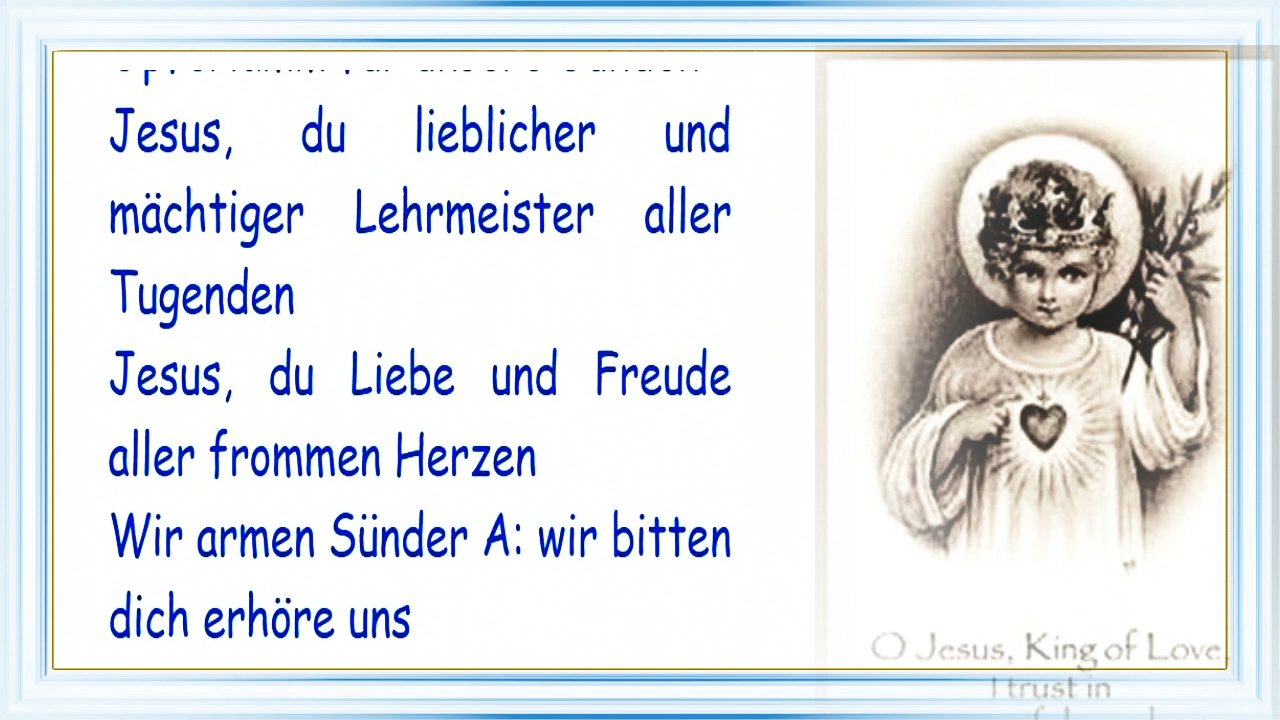 Jesus, du lieblicher und
mächtiger Lehrmeister aller
Tugenden
Jesus, du Liebe und Freude
aller frommen Herzen
Wir armen Sünder A: wir bitten
dich erhöre uns
O Jesus, King of Love,
I trust in